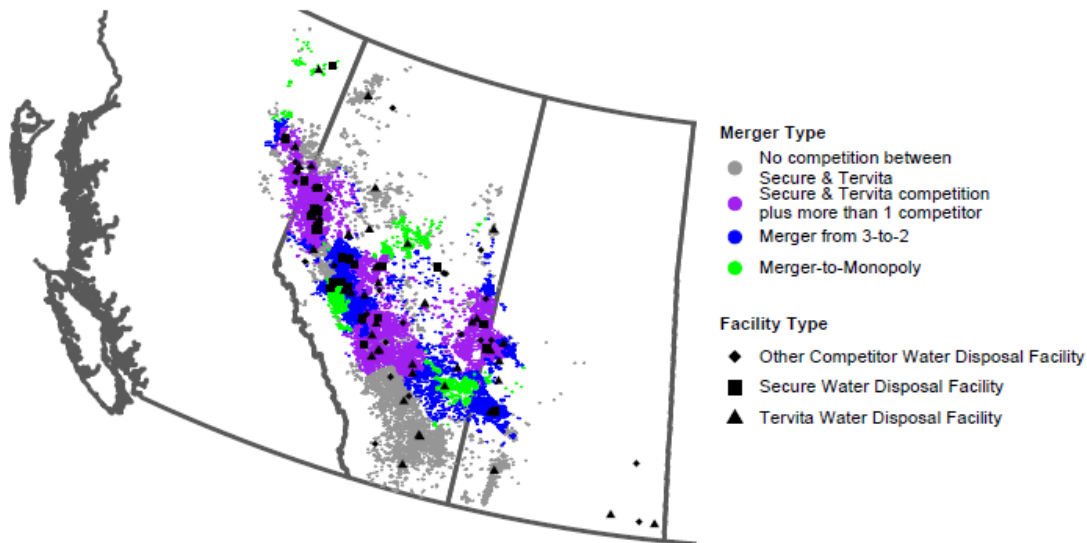 Merger Type
No competition between
Secure & Tervita
Secure & Tervita competition
plus more than 1 competitor
Merger from 3-to-2
Merger-to-Monopoly
Facility Type
Other Competitor Water Disposal Facility
Secure Water Disposal Facility
Tervita Water Disposal Facility